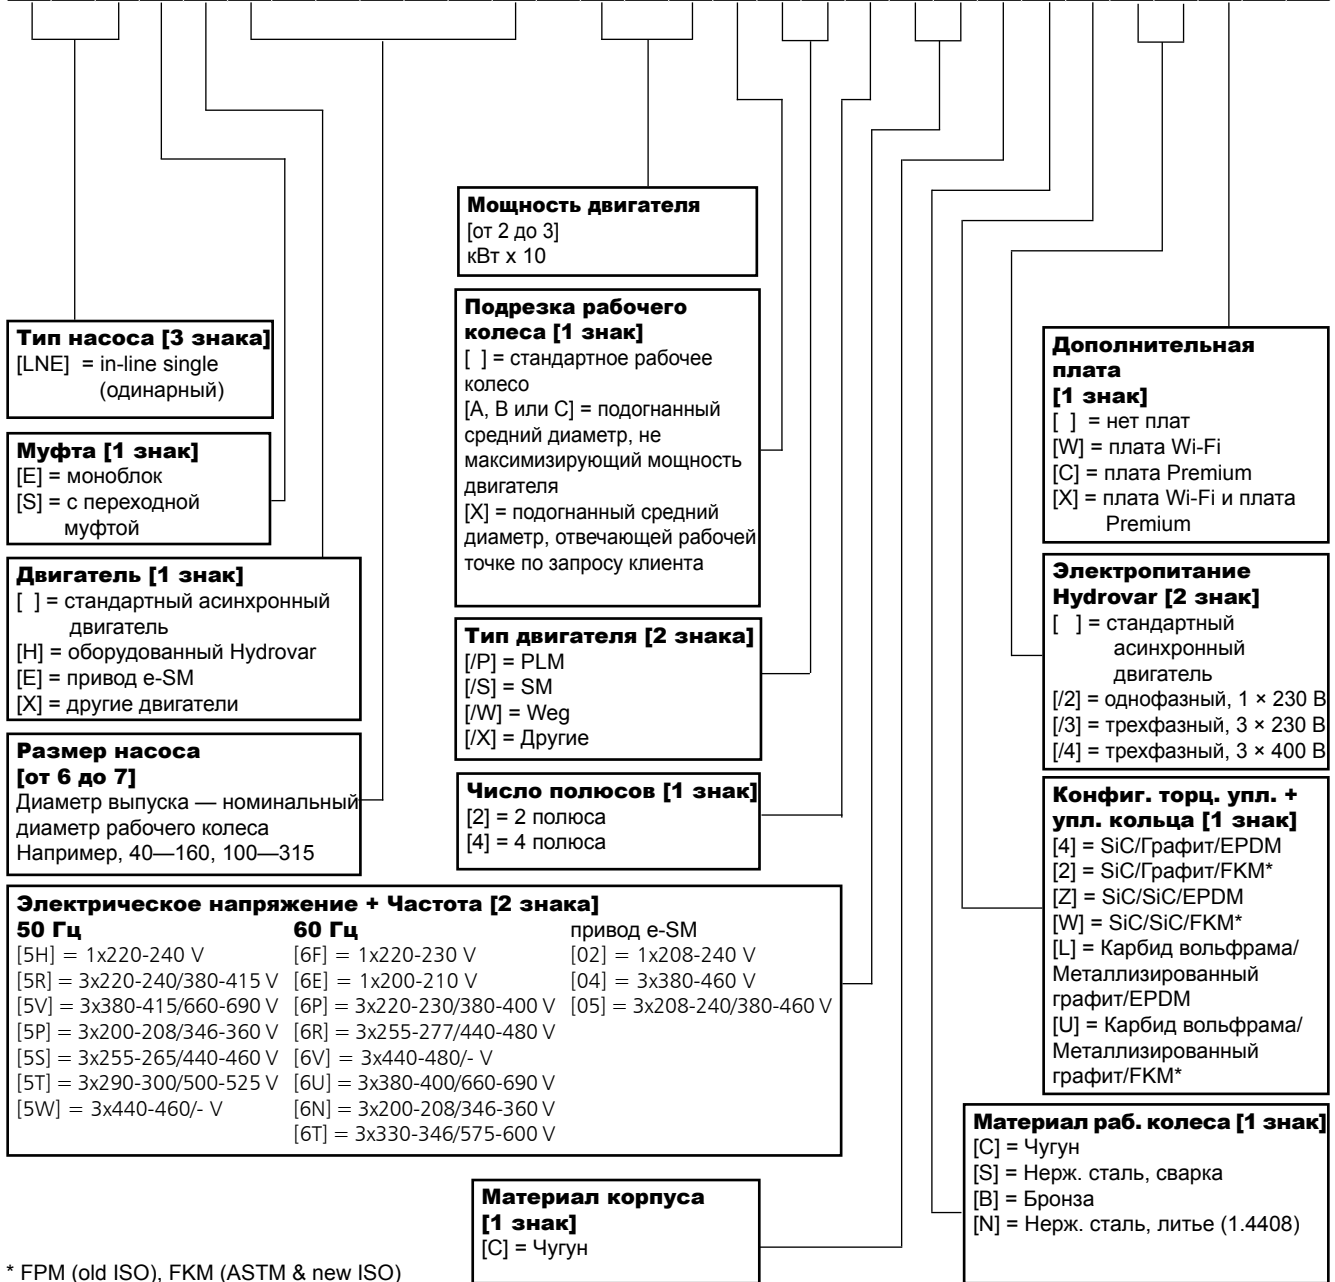 Мощность двигателя
[от 2 до 3]
кВт x 10
Подрезка рабочего
колеса [1 знак]
[ ] = стандартное рабочее
колесо
[A, B или C] = подогнанный
средний диаметр, не
максимизирующий мощность
двигателя
[X] = подогнанный средний
диаметр, отвечающей рабочей
точке по запросу клиента
Тип насоса [3 знака]
[LNE] = in-line single
(одинарный)
Муфта [1 знак]
[E] = моноблок
[S] = с переходной
муфтой
Двигатель [1 знак]
[ ] = стандартный асинхронный
двигатель
[H] = оборудованный Hydrovar
[E] = привод e-SM
[X] = другие двигатели
Размер насоса
[от 6 до 7]
Диаметр выпуска — номинальный
диаметр рабочего колеса
Например, 40—160, 100—315
Тип двигателя [2 знака]
[/P] = PLM
[/S] = SM
[/W] = Weg
[/X] = Другие
Число полюсов [1 знак]
[2] = 2 полюса
[4] = 4 полюса
Дополнительная
плата
[1 знак]
[ ] = нет плат
[W] = плата Wi-Fi
[C] = плата Premium
[X] = плата Wi-Fi и плата
Premium
Электропитание
Hydrovar [2 знак]
[ ] = стандартный
асинхронный
двигатель
[/2] = однофазный, 1 × 230 В
[/3] = трехфазный, 3 × 230 В
[/4] = трехфазный, 3 × 400 В
Конфиг. торц. упл. +
упл. кольца [1 знак]
[4] = SiC/Графит/EPDM
[2] = SiC/Графит/FKM*
[Z] = SiC/SiC/EPDM
[W] = SiC/SiC/FKM*
[L] = Карбид вольфрама/
Металлизированный
графит/EPDM
[U] = Карбид вольфрама/
Металлизированный
графит/FKM*
Электрическое напряжение + Частота [2 знака]
50 Гц 60 Гц привод e-SM
[5H] = 1x220-240 V [6F] = 1x220-230 V [02] = 1x208-240 V
[5R] = 3x220-240/380-415 V [6E] = 1x200-210 V [04] = 3x380-460 V
[5V] = 3x380-415/660-690 V [6P] = 3x220-230/380-400 V [05] = 3x208-240/380-460 V
[5P] = 3x200-208/346-360 V [6R] = 3x255-277/440-480 V
[5S] = 3x255-265/440-460 V [6V] = 3x440-480/- V
[5T] = 3x290-300/500-525 V [6U] = 3x380-400/660-690 V
[5W] = 3x440-460/- V [6N] = 3x200-208/346-360 V
[6T] = 3x330-346/575-600 V
Материал раб. колеса [1 знак]
[C] = Чугун
[S] = Нерж. сталь, сварка
[B] = Бронза
[N] = Нерж. сталь, литье (1.4408)
Материал корпуса
[1 знак]
[C] = Чугун
* FPM (old ISO), FKM (ASTM & new ISO)